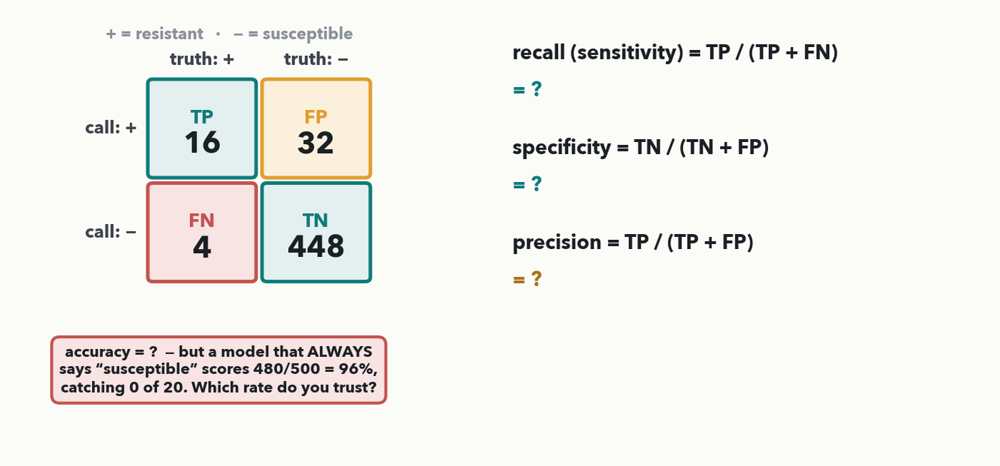 + = resistant · − = susceptible
truth: +
truth: −
call: +
TP
16
FP
32
call: −
FN
4
TN
448
accuracy = ? — but a model that ALWAYS
says “susceptible” scores 480/500 = 96%,
catching 0 of 20. Which rate do you trust?
recall (sensitivity) = TP / (TP + FN)
= ?
specificity = TN / (TN + FP)
= ?
precision = TP / (TP + FP)
= ?